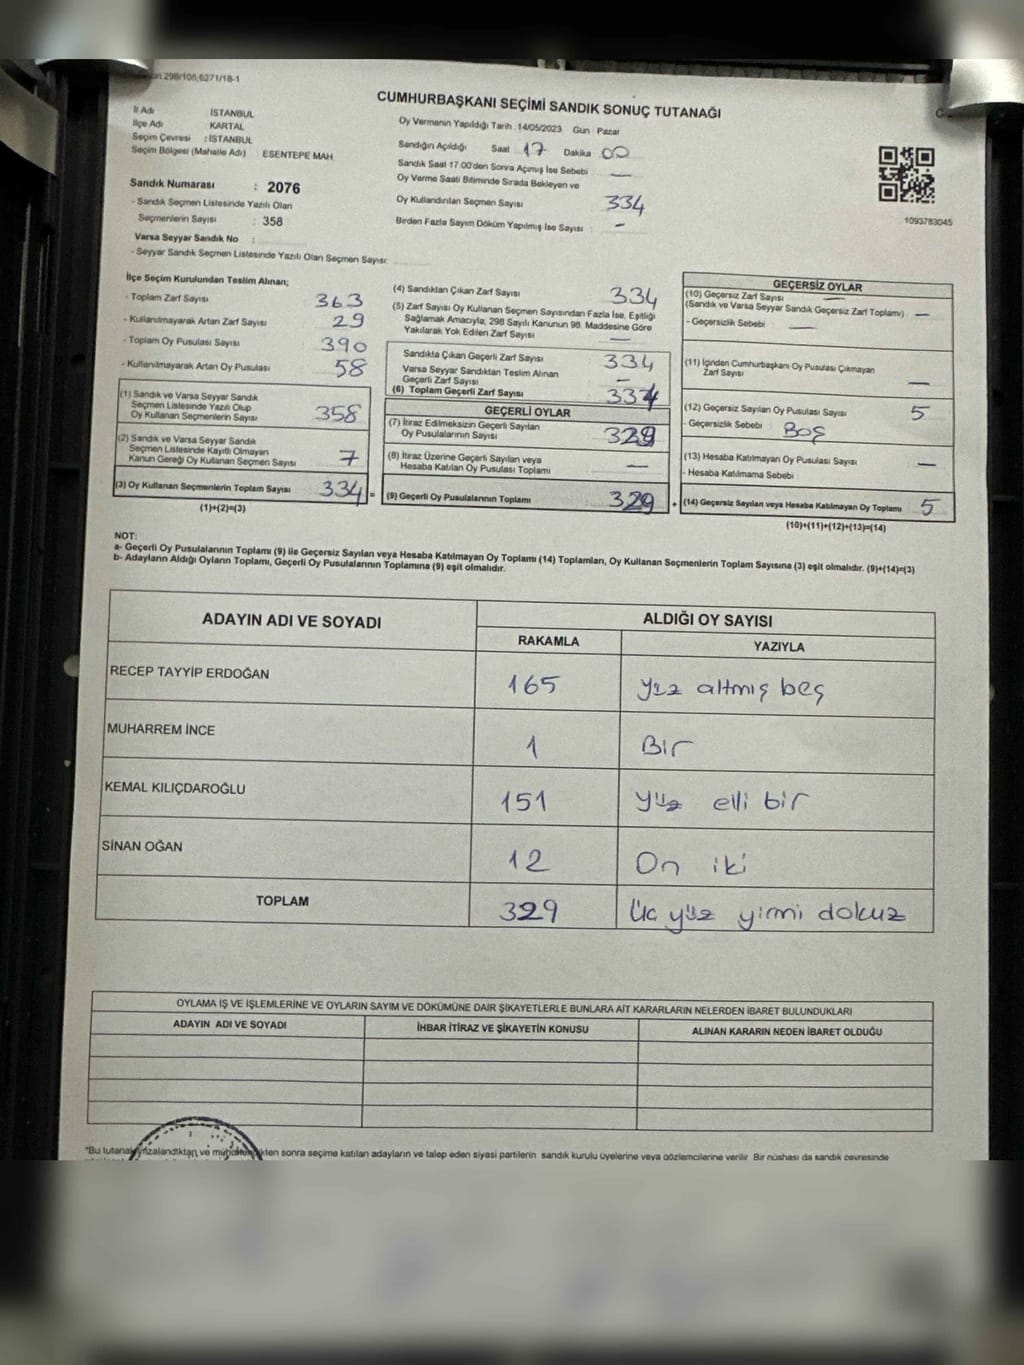 298/105,6271/18-1
CUMHURBAŞKANI SEÇİMİ SANDIK SONUÇ TUTANAĞI
İl Adı : İSTANBUL
İlçe Adı : KARTAL
Seçim Çevresi : İSTANBUL
Seçim Bölgesi (Mahalle Adı) : ESENTEPE MAH
Sandık Numarası : 2076
- Sandık Seçmen Listesinde Yazılı Olan
Seçmenlerin Sayısı : 358
Varsa Seyyar Sandık No :
- Seyyar Sandık Seçmen Listesinde Yazılı Olan Seçmen Sayısı:
Oy Vermenin Yapıldığı Tarih : 14/05/2023 Gün Pazar
Sandığın Açıldığı Saat 17 Dakika 00
Sandık Saat 17.00'den Sonra Açımış İse Sebebi —
Oy Verme Saati Bitiminde Sırada Bekleyen ve
Oy Kullandırılan Seçmen Sayısı 334
Birden Fazla Sayım Döküm Yapılmış İse Sayısı : -
1093783045
İlçe Seçim Kurulundan Teslim Alınan;
- Toplam Zarf Sayısı 363
- Kullanılmayarak Artan Zarf Sayısı 29
- Toplam Oy Pusulası Sayısı 390
- Kullanılmayarak Artan Oy Pusulası 58
(1) Sandık ve Varsa Seyyar Sandık
Seçmen Listesinde Yazılı Olup
Oy Kullanan Seçmenlerin Sayısı 358
(2) Sandık ve Varsa Seyyar Sandık
Seçmen Listesinde Kayıtlı Olmayan
Kanun Gereği Oy Kullanan Seçmen Sayısı 7
(3) Oy Kullanan Seçmenlerin Toplam Sayısı 334 =
(1)+(2)=(3)
(4) Sandıktan Çıkan Zarf Sayısı 334
(5) Zarf Sayısı Oy Kullanan Seçmen Sayısından Fazla İse, Eşitliği
Sağlamak Amacıyla, 298 Sayılı Kanunun 98. Maddesine Göre
Yakılarak Yok Edilen Zarf Sayısı —
Sandıkta Çıkan Geçerli Zarf Sayısı 334
Varsa Seyyar Sandıktan Teslim Alınan
Geçerli Zarf Sayısı -
(6) Toplam Geçerli Zarf Sayısı 334
GEÇERLİ OYLAR
(7) İtiraz Edilmeksizin Geçerli Sayılan
Oy Pusulalarının Sayısı 329
(8) İtiraz Üzerine Geçerli Sayılan veya
Hesaba Katılan Oy Pusulası Toplamı —
(9) Geçerli Oy Pusulalarının Toplamı 329 +
GEÇERSİZ OYLAR
(10) Geçersiz Zarf Sayısı
(Sandık ve Varsa Seyyar Sandık Geçersiz Zarf Toplamı) —
- Geçersizlik Sebebi : —
(11) İçinden Cumhurbaşkanı Oy Pusulası Çıkmayan
Zarf Sayısı —
(12) Geçersiz Sayılan Oy Pusulası Sayısı 5
- Geçersizlik Sebebi : Boş
(13) Hesaba Katılmayan Oy Pusulası Sayısı —
- Hesaba Katılmama Sebebi
(14) Geçersiz Sayılan veya Hesaba Katılmayan Oy Toplamı 5
(10)+(11)+(12)+(13)=(14)
NOT:
a- Geçerli Oy Pusulalarının Toplamı (9) ile Geçersiz Sayılan veya Hesaba Katılmayan Oy Toplamı (14) Toplamları, Oy Kullanan Seçmenlerin Toplam Sayısına (3) eşit olmalıdır. (9)+(14)=(3)
b- Adayların Aldığı Oyların Toplamı, Geçerli Oy Pusulalarının Toplamına (9) eşit olmalıdır.
ADAYIN ADI VE SOYADI ALDIĞI OY SAYISI
RAKAMLA YAZIYLA
RECEP TAYYİP ERDOĞAN 165 yüz altmış beş
MUHARREM İNCE 1 Bir
KEMAL KILIÇDAROĞLU 151 yüz elli bir
SİNAN OĞAN 12 On iki
TOPLAM 329 Üç yüz yirmi dokuz
OYLAMA İŞ VE İŞLEMLERİNE VE OYLARIN SAYIM VE DÖKÜMÜNE DAİR ŞİKAYETLERLE BUNLARA AİT KARARLARIN NELERDEN İBARET BULUNDUKLARI
ADAYIN ADI VE SOYADI İHBAR İTİRAZ VE ŞİKAYETİN KONUSU ALINAN KARARIN NEDEN İBARET OLDUĞU
*Bu tutanak imzalandıktan ve sonra seçime katılan adayların ve talep eden siyasi partilerin sandık kurulu üyelerine veya gözlemcilerine verilir. Bir nüshası da sandık çevresinde